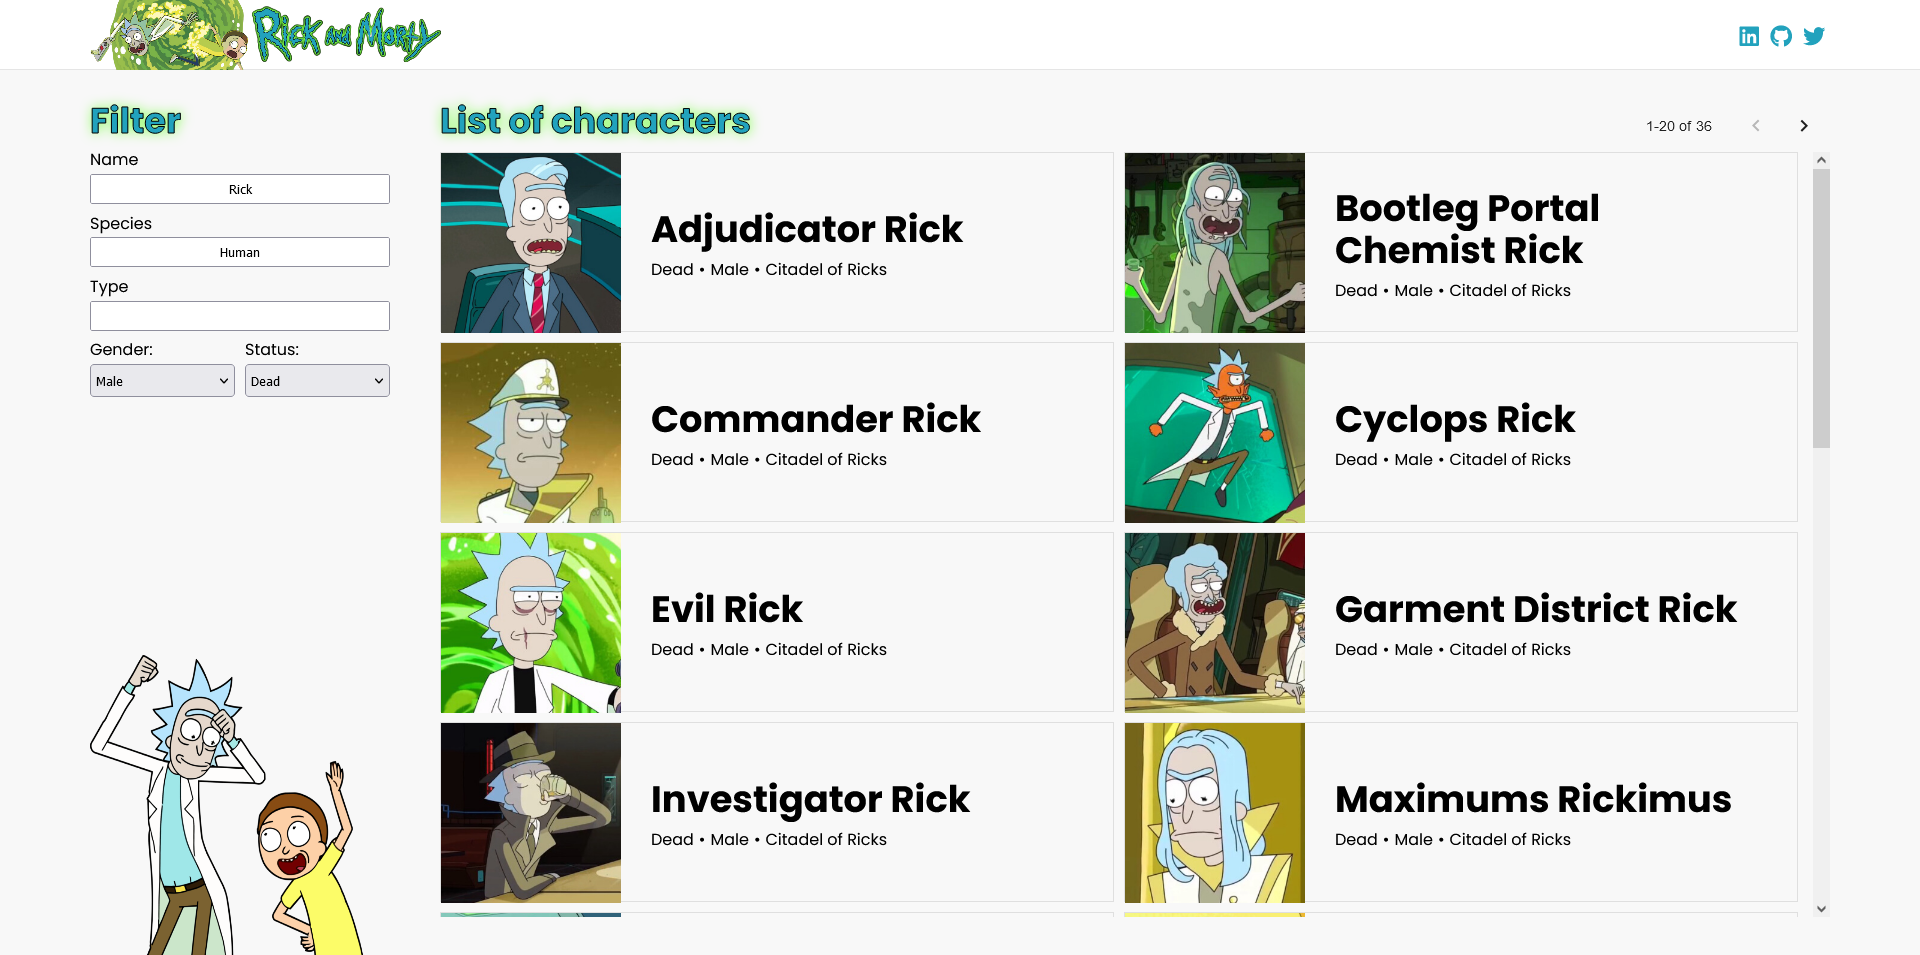 Rick and Morty
Filter
Name
Rick
Species
Human
Type
Gender:
Status:
Male
Dead
List of characters
1-20 of 36
Adjudicator Rick
Dead • Male • Citadel of Ricks
Bootleg Portal
Chemist Rick
Dead • Male • Citadel of Ricks
Commander Rick
Dead • Male • Citadel of Ricks
Cyclops Rick
Dead • Male • Citadel of Ricks
Evil Rick
Dead • Male • Citadel of Ricks
Garment District Rick
Dead • Male • Citadel of Ricks
Investigator Rick
Dead • Male • Citadel of Ricks
Maximums Rickimus
Dead • Male • Citadel of Ricks